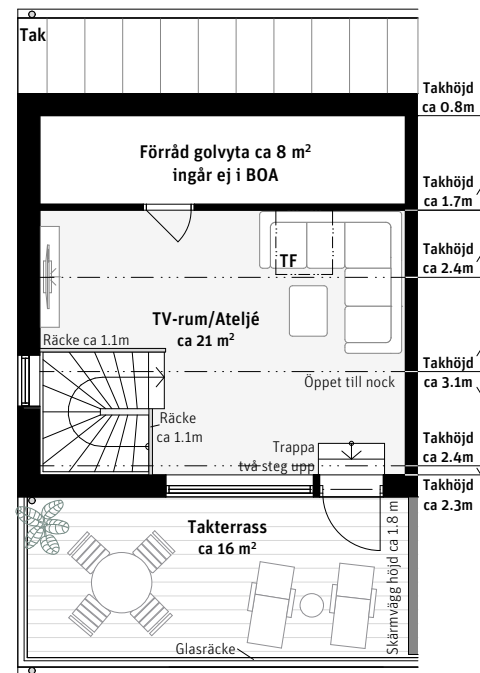 Tak
Takhöjd
ca 0.8m
Förråd golvyta ca 8 m²
ingår ej i BOA
Takhöjd
ca 1.7m
Takhöjd
ca 2.4m
TF
TV-rum/Ateljé
ca 21 m²
Räcke ca 1.1m
Takhöjd
ca 3.1m
Öppet till nock
Räcke
ca 1.1m
Trappa
två steg upp
Takhöjd
ca 2.4m
Takhöjd
ca 2.3m
Takterrass
ca 16 m²
Skärmvägg höjd ca 1.8 m
Glasräcke